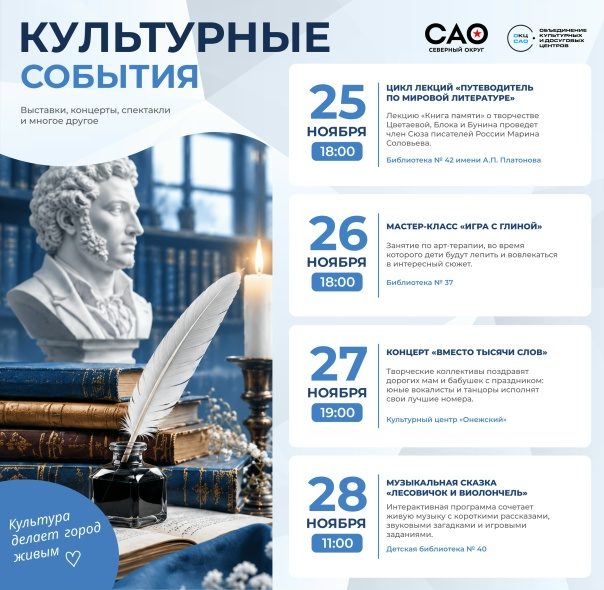 КУЛЬТУРНЫЕ
СОБЫТИЯ
Выставки, концерты, спектакли
и многое другое
САО
СЕВЕРНЫЙ ОКРУГ
ОКЦ
САО
ОБЪЕДИНЕНИЕ
КУЛЬТУРНЫХ
И ДОСУГОВЫХ
ЦЕНТРОВ
25
НОЯБРЯ
18:00
ЦИКЛ ЛЕКЦИЙ «ПУТЕВОДИТЕЛЬ
ПО МИРОВОЙ ЛИТЕРАТУРЕ»
Лекцию «Книга памяти» о творчестве
Цветаевой, Блока и Бунина проведет
член Сюза писателей России Марина
Соловьева.
Библиотека № 42 имени А.П. Платонова
26
НОЯБРЯ
18:00
МАСТЕР-КЛАСС «ИГРА С ГЛИНОЙ»
Занятие по арт-терапии, во время
которого дети будут лепить и вовлекаться
в интересный сюжет.
Библиотека № 37
27
НОЯБРЯ
19:00
КОНЦЕРТ «ВМЕСТО ТЫСЯЧИ СЛОВ»
Творческие коллективы поздравят
дорогих мам и бабушек с праздником:
юные вокалисты и танцоры исполнят
свои лучшие номера.
Культурный центр «Онежский»
28
НОЯБРЯ
11:00
МУЗЫКАЛЬНАЯ СКАЗКА
«ЛЕСОВИЧОК И ВИОЛОНЧЕЛЬ»
Интерактивная программа сочетает
живую музыку с короткими рассказами,
звуковыми загадками и игровыми
заданиями.
Детская библиотека № 40
Культура
делает город
живым